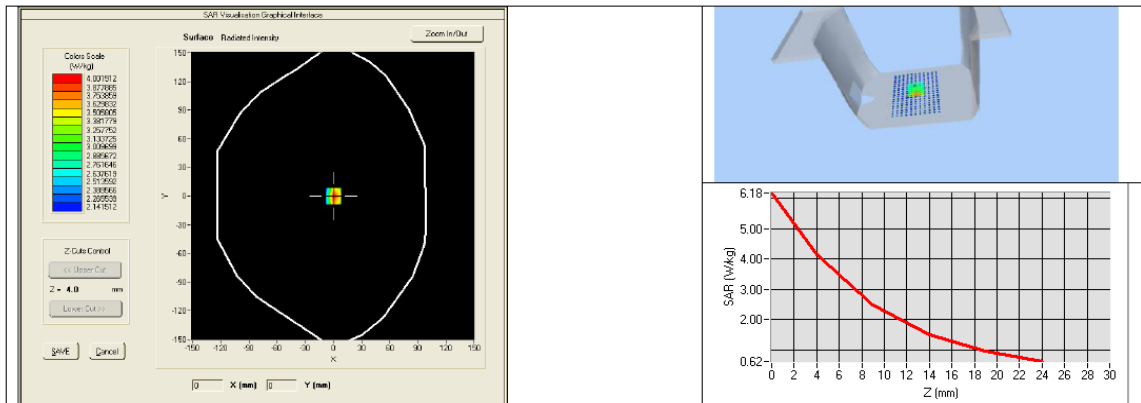 SAR Visualisation Graphical Interface
Surface Radiated Intensity
Zoom In/Out
Colors Scale
(W/kg)
4.001912
3.877885
3.753859
3.629832
3.505805
3.381779
3.257752
3.133725
3.009699
2.885672
2.761646
2.637619
2.513592
2.389566
2.265539
2.141512
150
120
90
60
30
0
-30
-60
-90
-120
-150
Y
-150 -120 -90 -60 -30 0 30 60 90 120 150
X
Z-Cuts Control
<< Upper Cut
Z = 4.0 mm
Lower Cut >>
SAVE Cancel
0 X (mm) 0 Y (mm)
6.18
5.00
4.00
3.00
2.00
0.62
SAR (W/kg)
0 2 4 6 8 10 12 14 16 18 20 22 24 26 28 30
Z (mm)